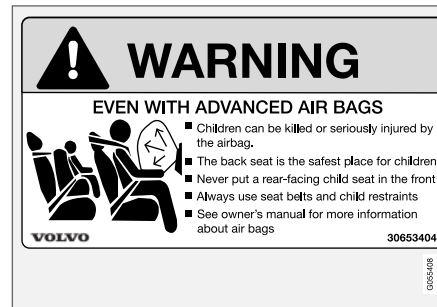 WARNING
EVEN WITH ADVANCED AIR BAGS
■ Children can be killed or seriously injured by
the airbag.
■ The back seat is the safest place for children
■ Never put a rear-facing child seat in the front
■ Always use seat belts and child restraints
■ See owner's manual for more information
about air bags
VOLVO
30653404
G055408